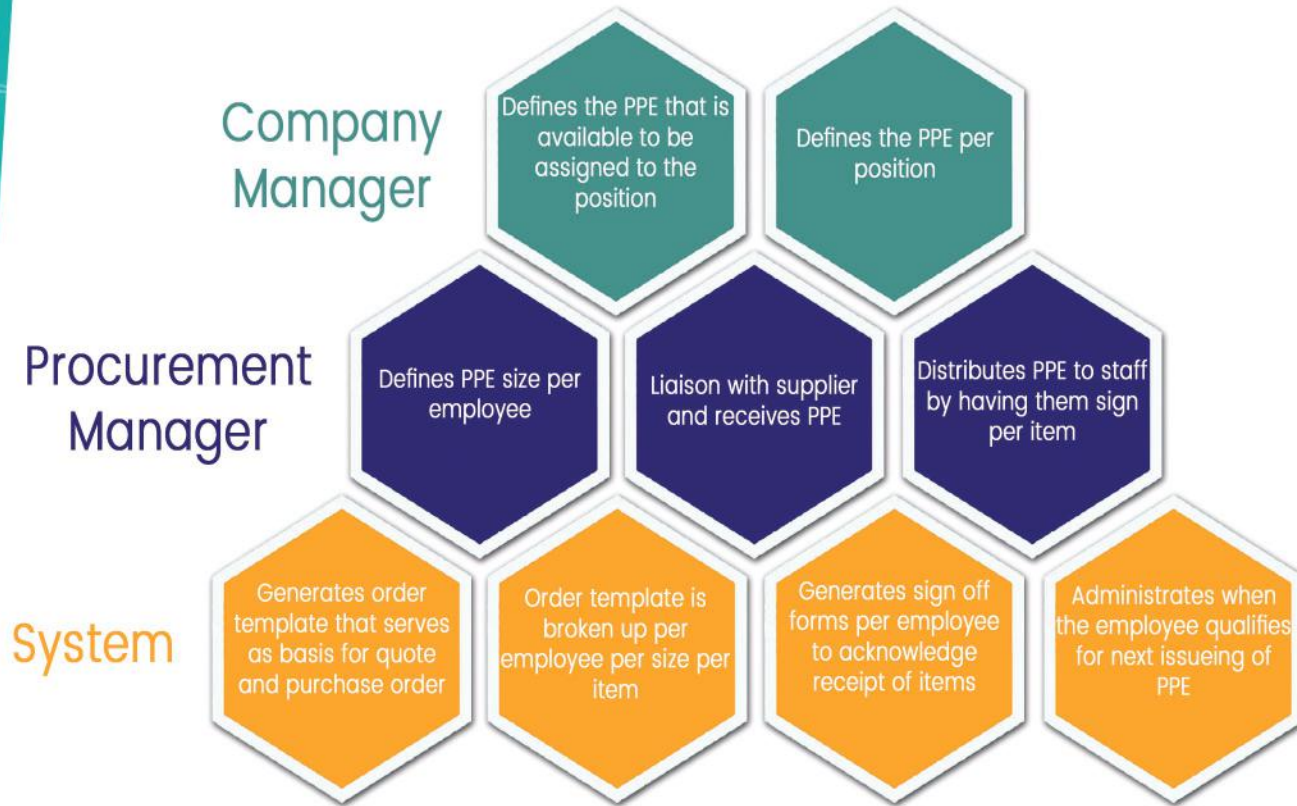 Company
Manager
Defines the PPE that is
available to be
assigned to the
position
Defines the PPE per
position
Procurement
Manager
Defines PPE size per
employee
Liaison with supplier
and receives PPE
Distributes PPE to staff
by having them sign
per item
System
Generates order
template that serves
as basis for quote
and purchase order
Order template is
broken up per
employee per size per
item
Generates sign off
forms per employee
to acknowledge
receipt of items
Administrates when
the employee qualifies
for next issueing of
PPE